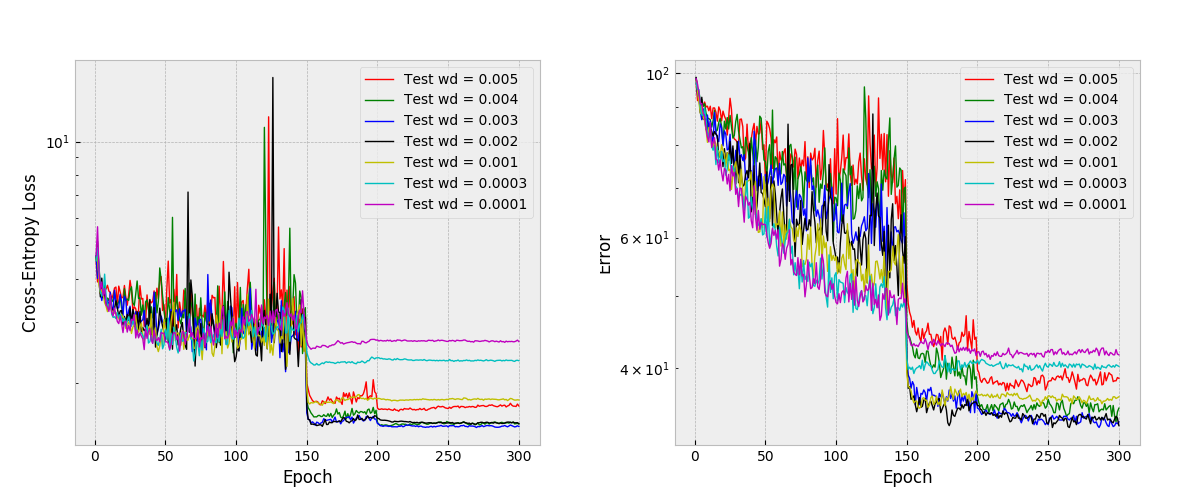 Cross-Entropy Loss
10¹
Test wd = 0.005
Test wd = 0.004
Test wd = 0.003
Test wd = 0.002
Test wd = 0.001
Test wd = 0.0003
Test wd = 0.0001
0 50 100 150 200 250 300
Epoch
Error
10²
6 × 10¹
4 × 10¹
Test wd = 0.005
Test wd = 0.004
Test wd = 0.003
Test wd = 0.002
Test wd = 0.001
Test wd = 0.0003
Test wd = 0.0001
0 50 100 150 200 250 300
Epoch